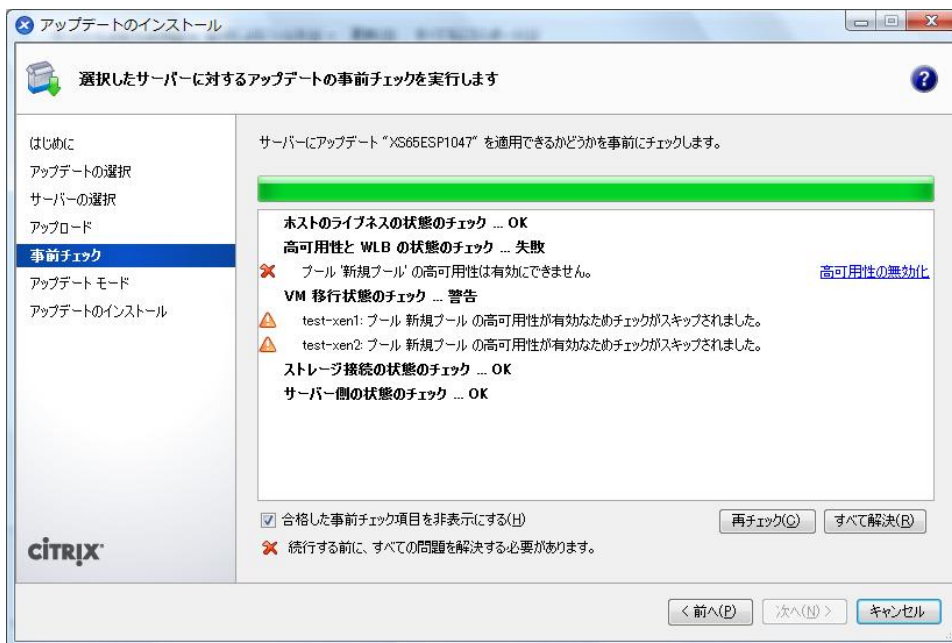 アップデートのインストール
選択したサーバーに対するアップデートの事前チェックを実行します
はじめに
アップデートの選択
サーバーの選択
アップロード
事前チェック
アップデート モード
アップデートのインストール
CITRIX
サーバーにアップデート "XS65ESP1047" を適用できるかどうかを事前にチェックします。
ホストのライブネスの状態のチェック ... OK
高可用性と WLB の状態のチェック ... 失敗
プール '新規プール' の高可用性は有効にできません。 高可用性の無効化
VM 移行状態のチェック ... 警告
test-xen1: プール 新規プール の高可用性が有効なためチェックがスキップされました。
test-xen2: プール 新規プール の高可用性が有効なためチェックがスキップされました。
ストレージ接続の状態のチェック ... OK
サーバー側の状態のチェック ... OK
合格した事前チェック項目を非表示にする(H) 再チェック(C) すべて解決(R)
続行する前に、すべての問題を解決する必要があります。
< 前へ(P) 次へ(N) > キャンセル